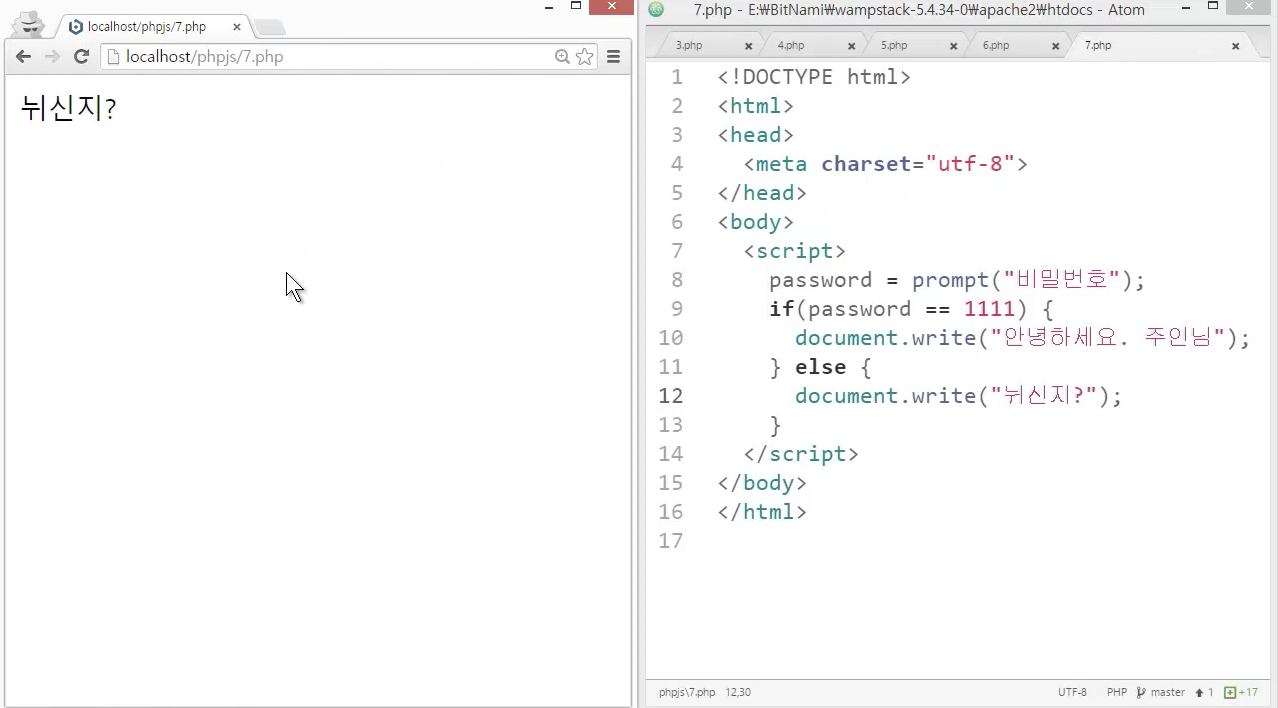 localhost/phpjs/7.php
localhost/phpjs/7.php
뉘신지?
7.php - E:₩BitNami₩wampstack-5.4.34-0₩apache2₩htdocs - Atom
3.php 4.php 5.php 6.php 7.php
1 <!DOCTYPE html>
2 <html>
3 <head>
4 <meta charset="utf-8">
5 </head>
6 <body>
7 <script>
8 password = prompt("비밀번호");
9 if(password == 1111) {
10 document.write("안녕하세요. 주인님");
11 } else {
12 document.write("뉘신지?");
13 }
14 </script>
15 </body>
16 </html>
17
phpjs\7.php 12,30 UTF-8 PHP master 1 +17